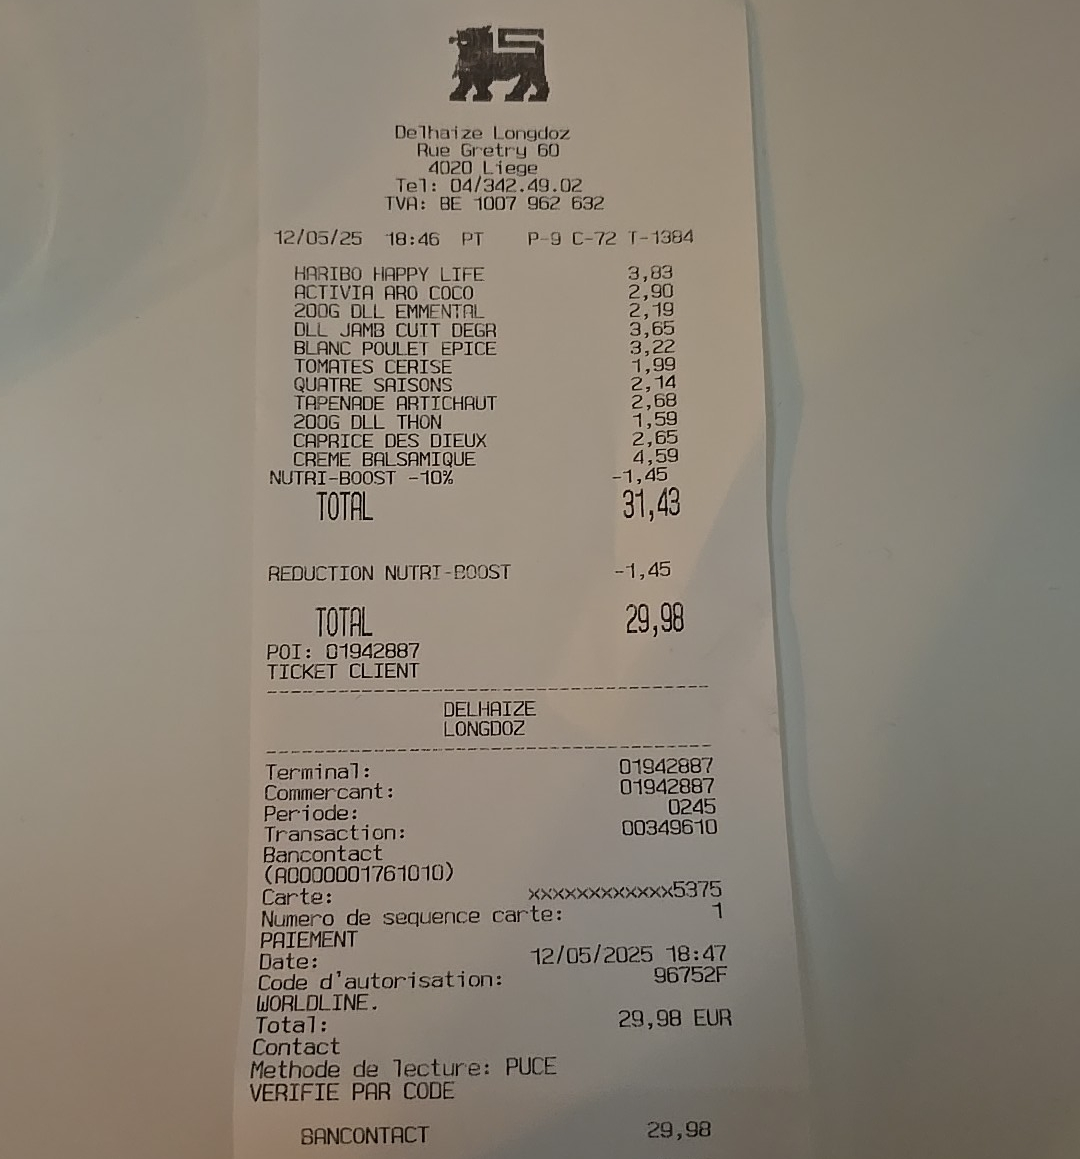 Delhaize Longdoz
Rue Gretry 60
4020 Liege
Tel: 04/342.49.02
TVA: BE 1007 962 632
12/05/25 18:46 PT P-9 C-72 T-1384
HARIBO HAPPY LIFE 3,83
ACTIVIA ARO COCO 2,90
200G DLL EMMENTAL 2,19
DLL JAMB CUIT DEGR 3,65
BLANC POULET EPICE 3,22
TOMATES CERISE 1,99
QUATRE SAISONS 2,14
TAPENADE ARTICHAUT 2,68
200G DLL THON 1,59
CAPRICE DES DIEUX 2,65
CREME BALSAMIQUE 4,59
NUTRI-BOOST -10% -1,45
TOTAL 31,43
REDUCTION NUTRI-BOOST -1,45
TOTAL 29,98
POI: 01942887
TICKET CLIENT
DELHAIZE
LONGDOZ
Terminal: 01942887
Commercant: 01942887
Periode: 0245
Transaction: 00349610
Bancontact
(A0000001761010)
Carte: xxxxxxxxxxxx5375
Numero de sequence carte: 1
PAIEMENT
Date: 12/05/2025 18:47
Code d'autorisation: 96752F
WORLDLINE.
Total: 29,98 EUR
Contact
Methode de lecture: PUCE
VERIFIE PAR CODE
BANCONTACT 29,98